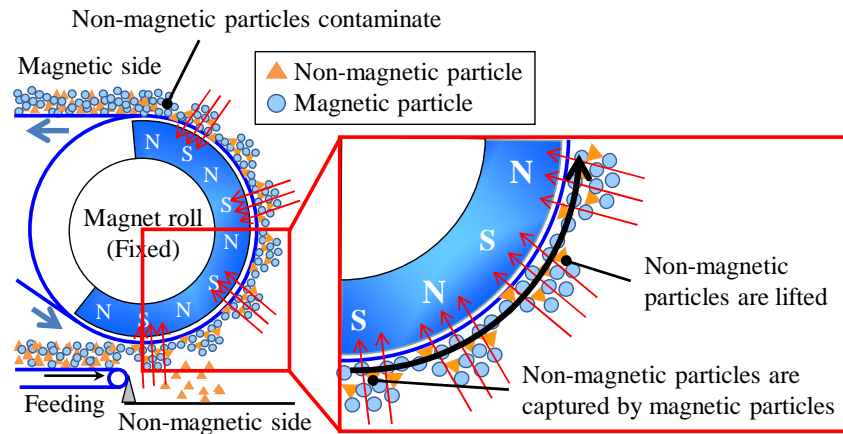 Non-magnetic particles contaminate
Magnetic side
Non-magnetic particle
Magnetic particle
N
S
N
S
N
S
N
S
N
Magnet roll
(Fixed)
Feeding
Non-magnetic side
N
S
N
S
Non-magnetic
particles are lifted
Non-magnetic particles are
captured by magnetic particles